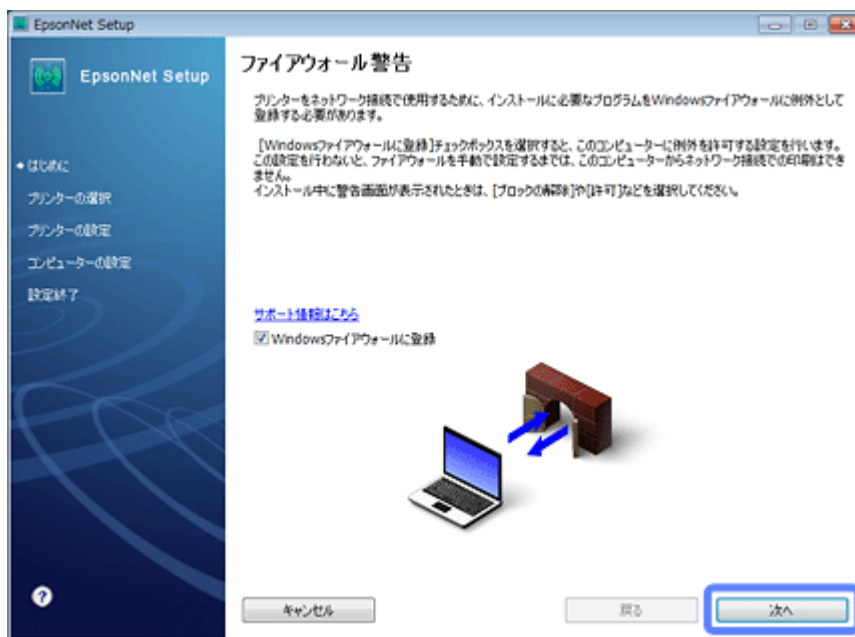 EpsonNet Setup
EpsonNet Setup
はじめに
プリンターの選択
プリンターの設定
コンピューターの設定
設定終了
ファイアウォール警告
プリンターをネットワーク接続で使用するために、インストールに必要なプログラムをWindowsファイアウォールに例外として
登録する必要があります。
[Windowsファイアウォールに登録]チェックボックスを選択すると、このコンピューターに例外を許可する設定を行います。
この設定を行わないと、ファイアウォールを手動で設定するまでは、このコンピューターからネットワーク接続での印刷はでき
ません。
インストール中に警告画面が表示されたときは、[ブロックの解除]や[許可]などを選択してください。
サポート情報はこちら
Windowsファイアウォールに登録
キャンセル
戻る
次へ